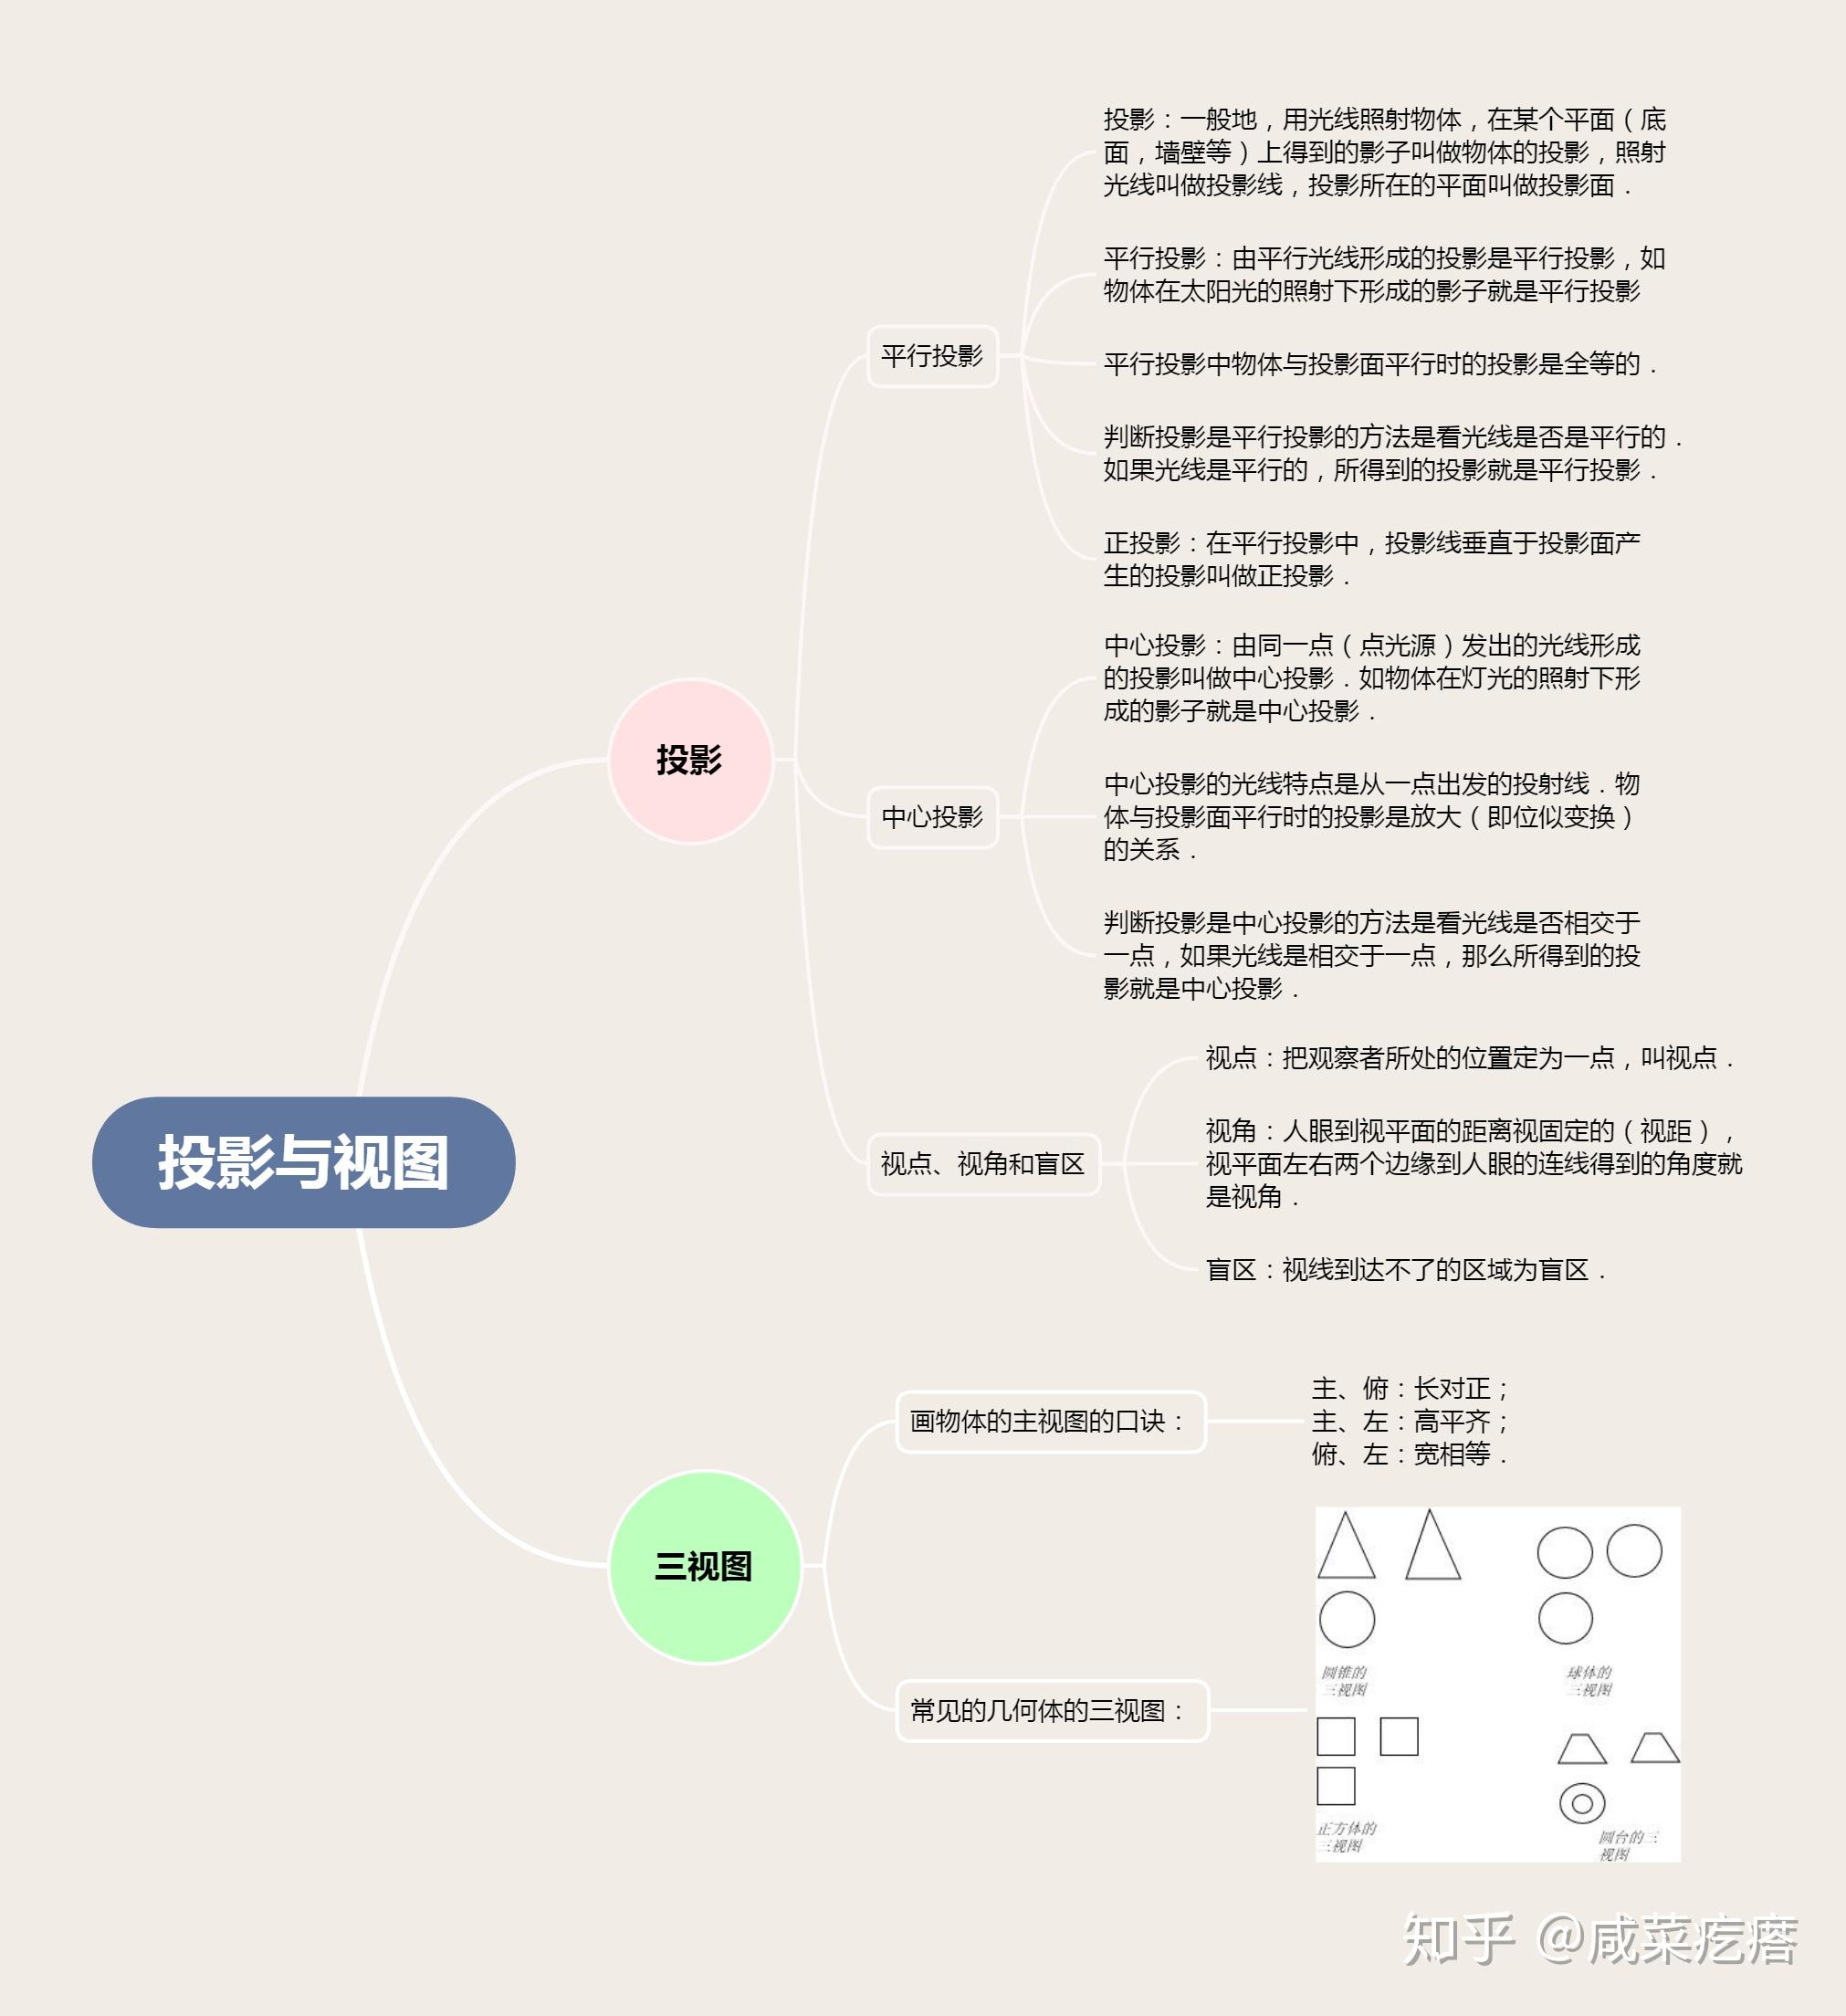 投影与视图
投影
平行投影
投影：一般地，用光线照射物体，在某个平面（底
面，墙壁等）上得到的影子叫做物体的投影，照射
光线叫做投影线，投影所在的平面叫做投影面．
平行投影：由平行光线形成的投影是平行投影，如
物体在太阳光的照射下形成的影子就是平行投影
平行投影中物体与投影面平行时的投影是全等的．
判断投影是平行投影的方法是看光线是否是平行的．
如果光线是平行的，所得到的投影就是平行投影．
正投影：在平行投影中，投影线垂直于投影面产
生的投影叫做正投影．
中心投影
中心投影：由同一点（点光源）发出的光线形成
的投影叫做中心投影．如物体在灯光的照射下形
成的影子就是中心投影．
中心投影的光线特点是从一点出发的投射线．物
体与投影面平行时的投影是放大（即位似变换）
的关系．
判断投影是中心投影的方法是看光线是否相交于
一点，如果光线是相交于一点，那么所得到的投
影就是中心投影．
视点、视角和盲区
视点：把观察者所处的位置定为一点，叫视点．
视角：人眼到视平面的距离视固定的（视距），
视平面左右两个边缘到人眼的连线得到的角度就
是视角．
盲区：视线到达不了的区域为盲区．
三视图
画物体的主视图的口诀：
主、俯：长对正；
主、左：高平齐；
俯、左：宽相等．
常见的几何体的三视图：
圆锥的
三视图
球体的
三视图
正方体的
三视图
圆台的三
视图
知乎 @咸菜疙瘩